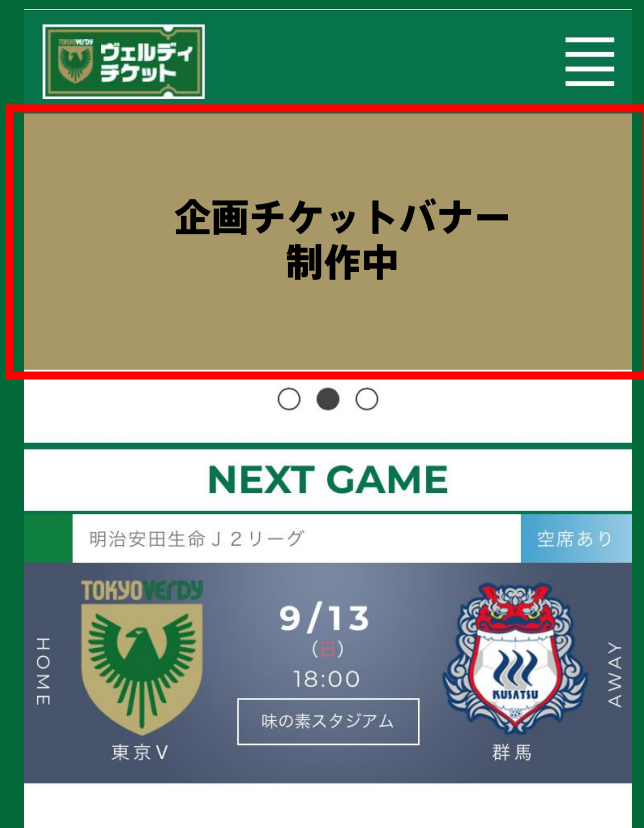 TOKYO VERDY
ヴェルディ
チケット
企画チケットバナー
制作中
NEXT GAME
明治安田生命Ｊ２リーグ
空席あり
HOME
TOKYO VERDY
東京V
9/13
（日）
18:00
味の素スタジアム
KUSATSU
群馬
AWAY